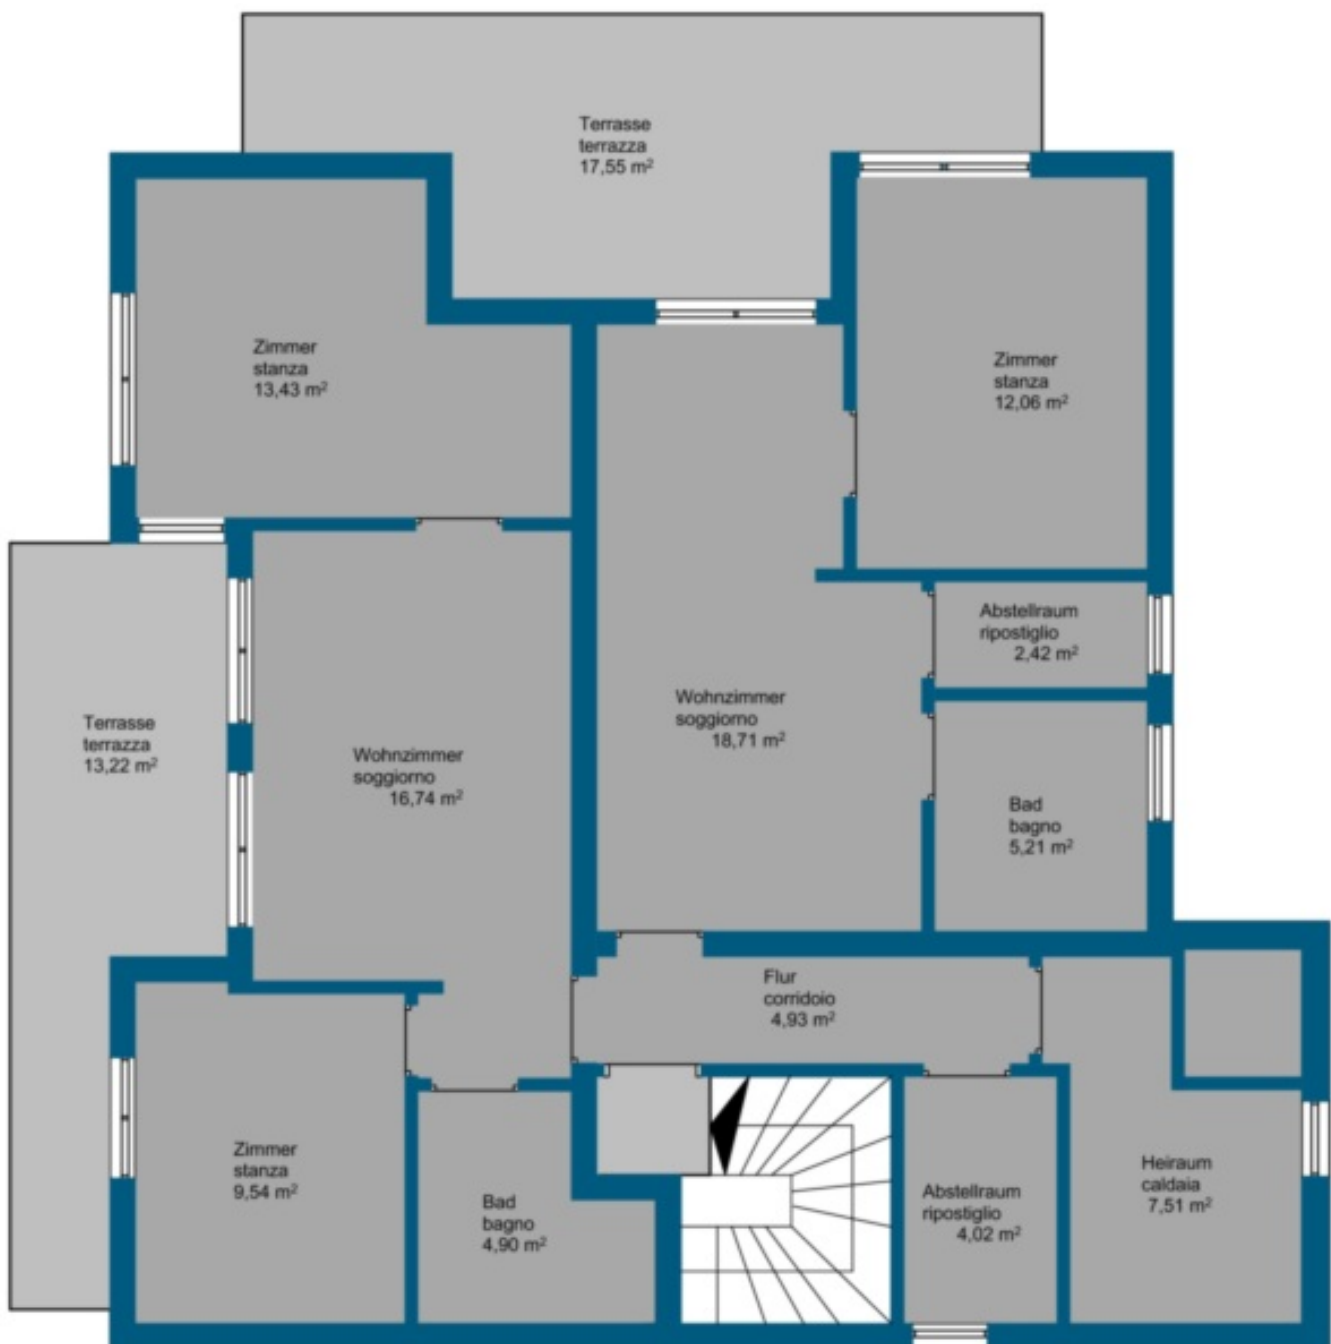 Terrasse
terrazza
17,55 m²
Zimmer
stanza
13,43 m²
Zimmer
stanza
12,06 m²
Abstellraum
ripostiglio
2,42 m²
Wohnzimmer
soggiorno
18,71 m²
Terrasse
terrazza
13,22 m²
Wohnzimmer
soggiorno
16,74 m²
Bad
bagno
5,21 m²
Flur
corridoio
4,93 m²
Zimmer
stanza
9,54 m²
Bad
bagno
4,90 m²
Abstellraum
ripostiglio
4,02 m²
Heiraum
caldaia
7,51 m²